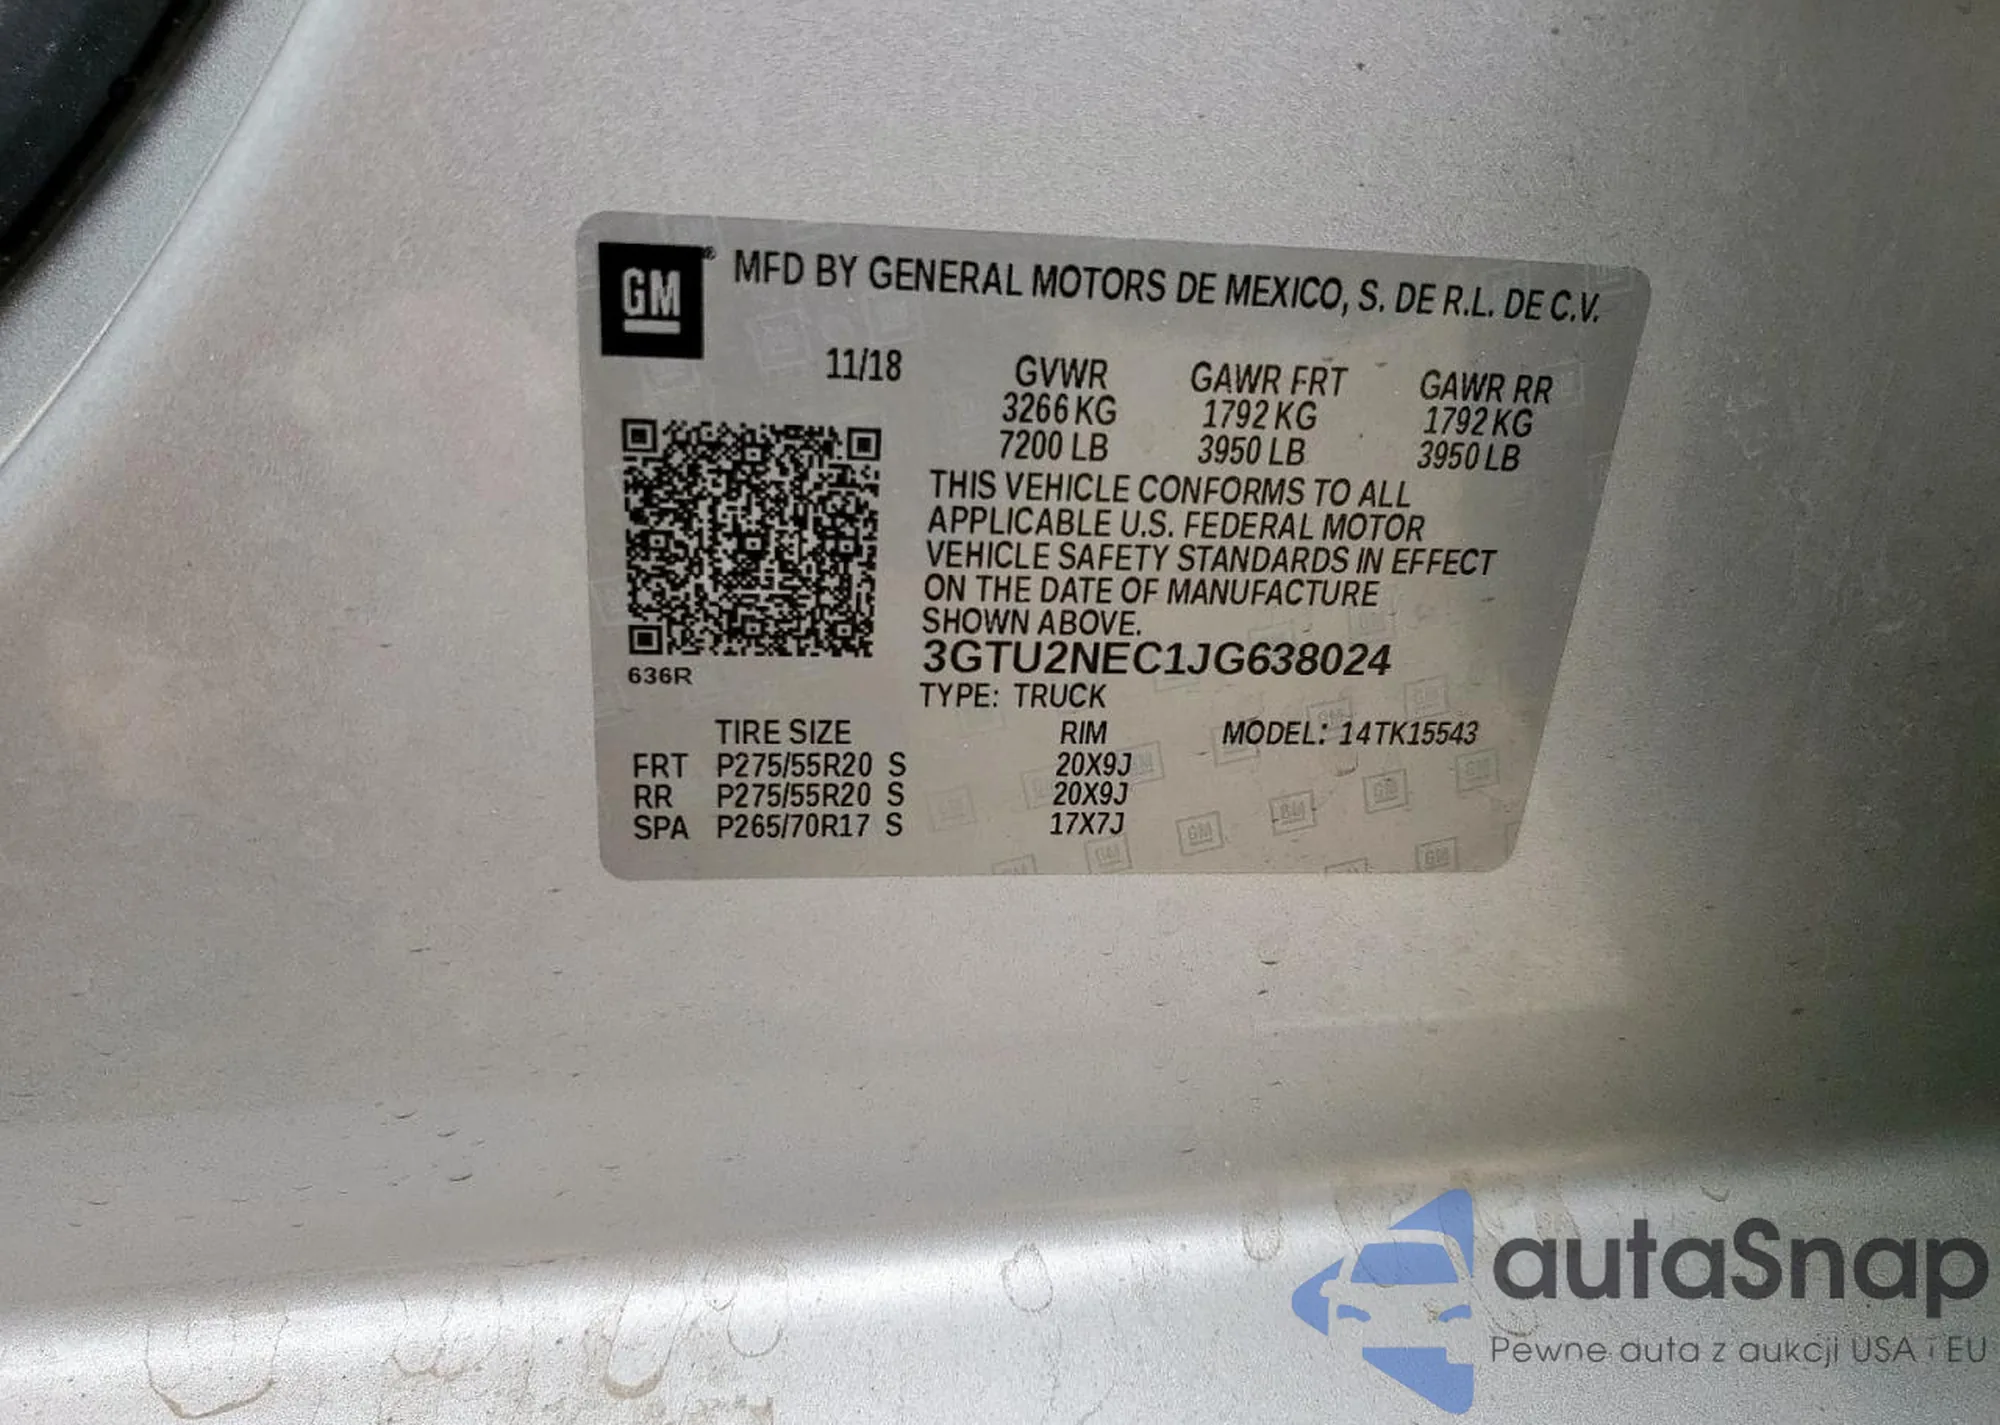 GM ® MFD BY GENERAL MOTORS DE MEXICO, S. DE R.L. DE C.V.
11/18 GVWR GAWR FRT GAWR RR
3266 KG 1792 KG 1792 KG
7200 LB 3950 LB 3950 LB
THIS VEHICLE CONFORMS TO ALL
APPLICABLE U.S. FEDERAL MOTOR
VEHICLE SAFETY STANDARDS IN EFFECT
ON THE DATE OF MANUFACTURE
SHOWN ABOVE.
3GTU2NEC1JG638024
636R
TYPE: TRUCK
TIRE SIZE RIM MODEL: 14TK15543
FRT P275/55R20 S 20X9J
RR P275/55R20 S 20X9J
SPA P265/70R17 S 17X7J
autaSnap
Pewne auta z aukcji USA i EU